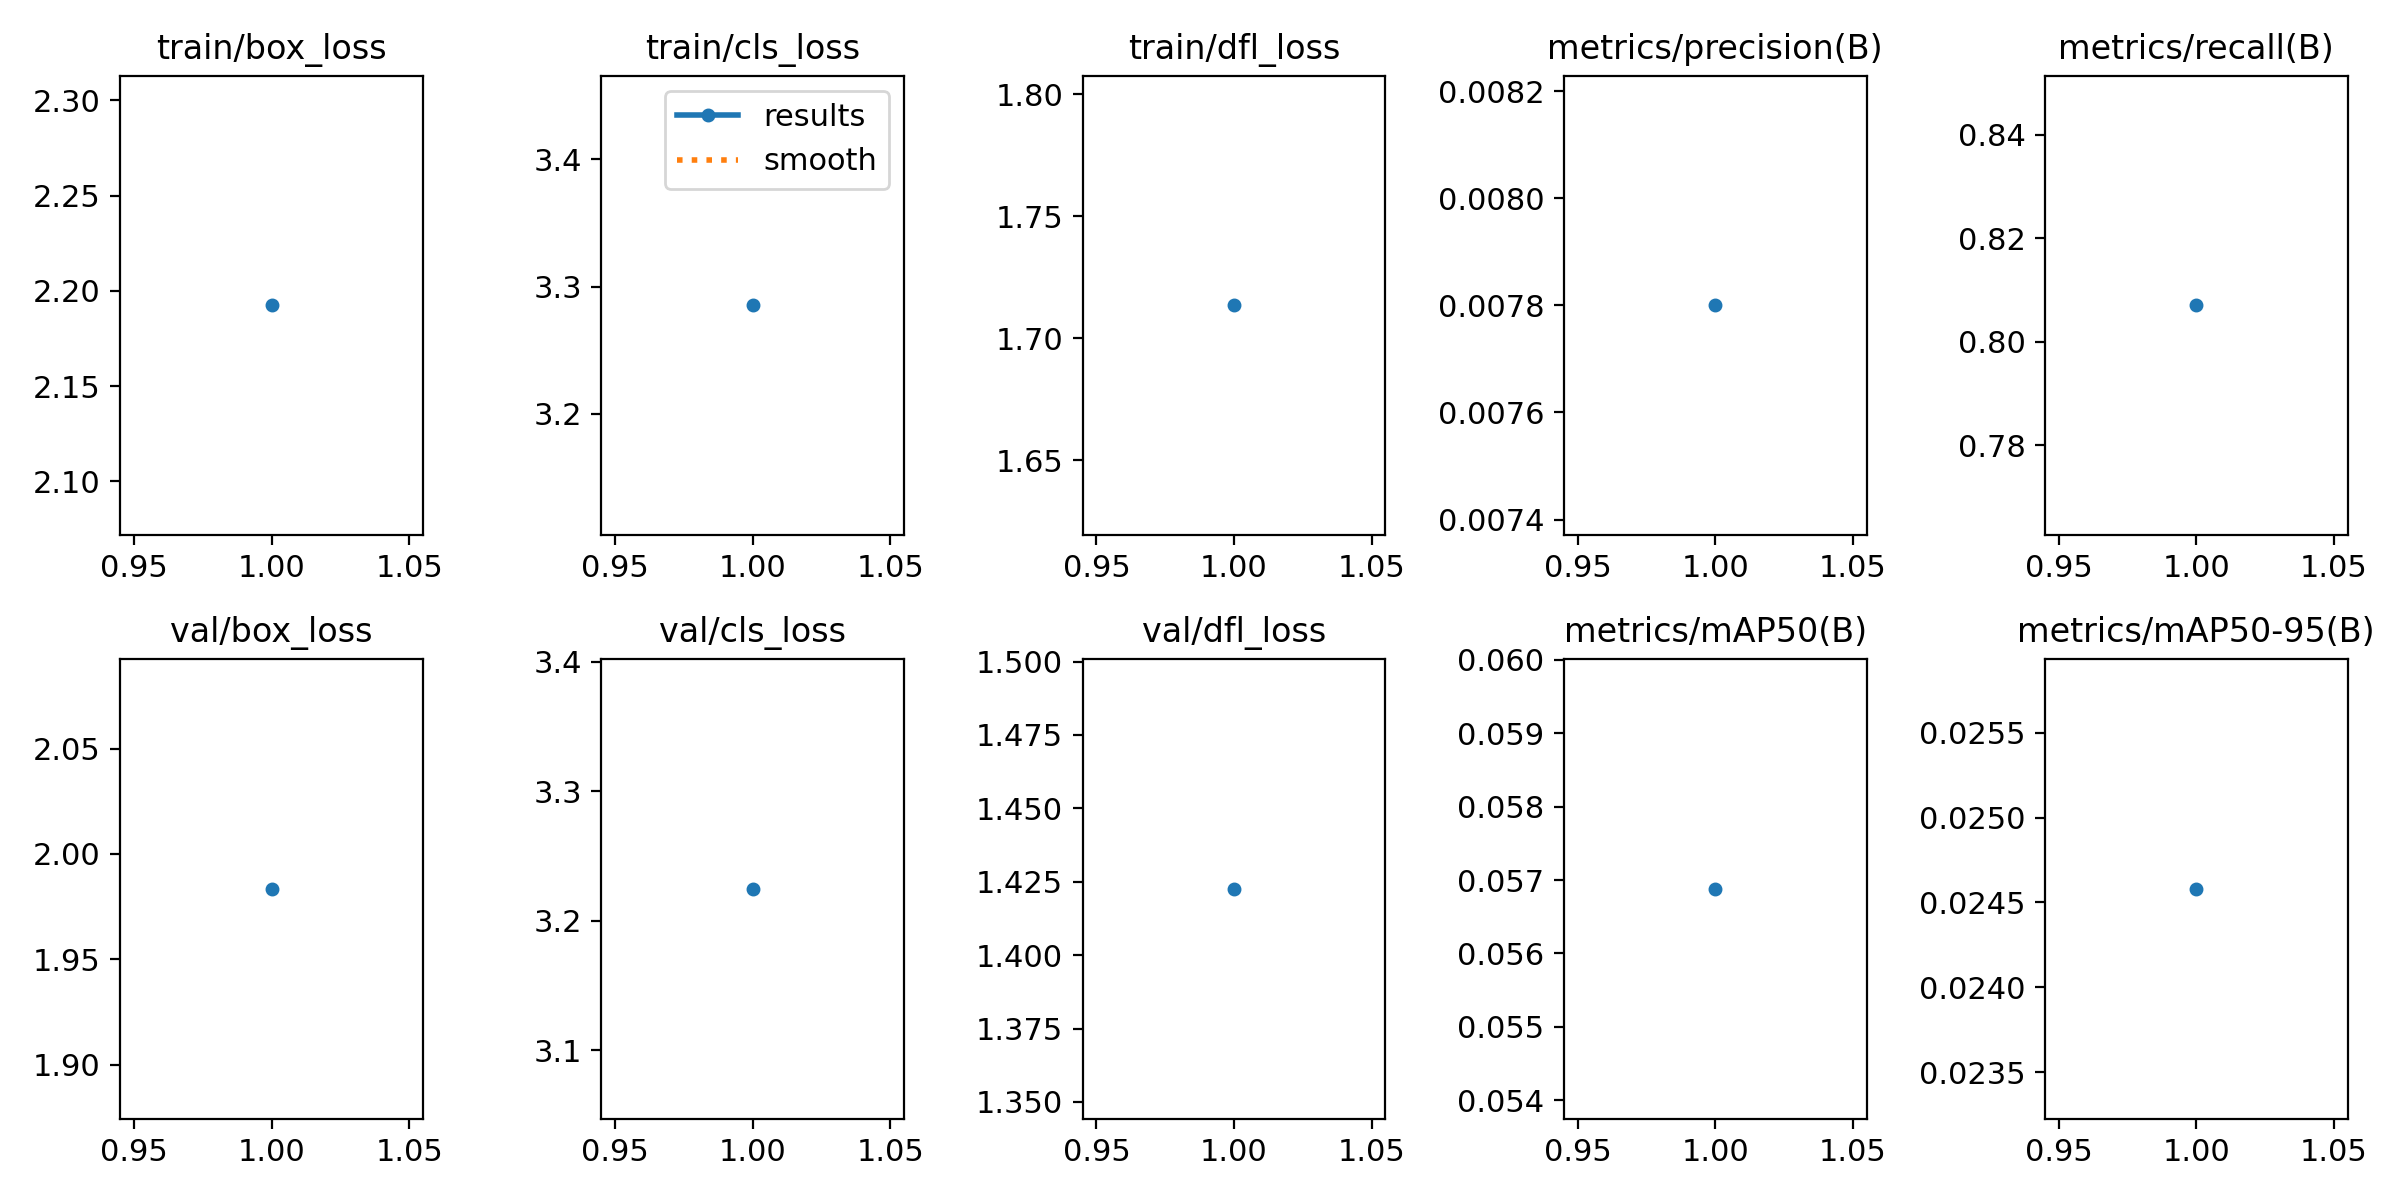 train/box_loss
2.30
2.25
2.20
2.15
2.10
0.95 1.00 1.05
train/cls_loss
results
smooth
3.4
3.3
3.2
0.95 1.00 1.05
train/dfl_loss
1.80
1.75
1.70
1.65
0.95 1.00 1.05
metrics/precision(B)
0.0082
0.0080
0.0078
0.0076
0.0074
0.95 1.00 1.05
metrics/recall(B)
0.84
0.82
0.80
0.78
0.95 1.00 1.05
val/box_loss
2.05
2.00
1.95
1.90
0.95 1.00 1.05
val/cls_loss
3.4
3.3
3.2
3.1
0.95 1.00 1.05
val/dfl_loss
1.500
1.475
1.450
1.425
1.400
1.375
1.350
0.95 1.00 1.05
metrics/mAP50(B)
0.060
0.059
0.058
0.057
0.056
0.055
0.054
0.95 1.00 1.05
metrics/mAP50-95(B)
0.0255
0.0250
0.0245
0.0240
0.0235
0.95 1.00 1.05